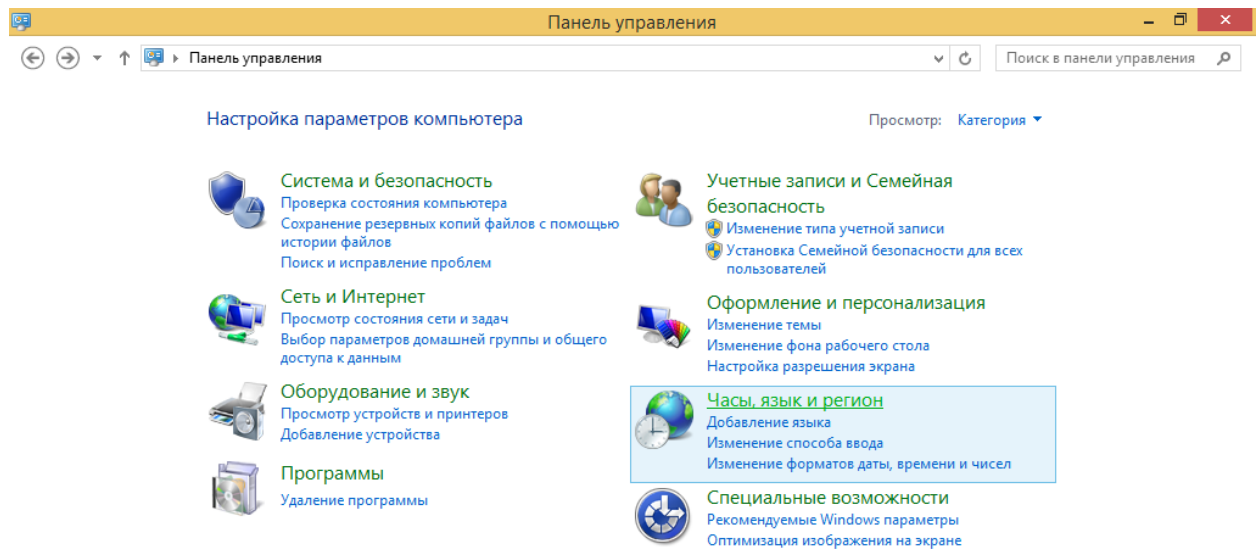 Панель управления
Панель управления
Поиск в панели управления
Настройка параметров компьютера
Просмотр: Категория
Система и безопасность
Проверка состояния компьютера
Сохранение резервных копий файлов с помощью
истории файлов
Поиск и исправление проблем
Сеть и Интернет
Просмотр состояния сети и задач
Выбор параметров домашней группы и общего
доступа к данным
Оборудование и звук
Просмотр устройств и принтеров
Добавление устройства
Программы
Удаление программы
Учетные записи и Семейная
безопасность
Изменение типа учетной записи
Установка Семейной безопасности для всех
пользователей
Оформление и персонализация
Изменение темы
Изменение фона рабочего стола
Настройка разрешения экрана
Часы, язык и регион
Добавление языка
Изменение способа ввода
Изменение форматов даты, времени и чисел
Специальные возможности
Рекомендуемые Windows параметры
Оптимизация изображения на экране